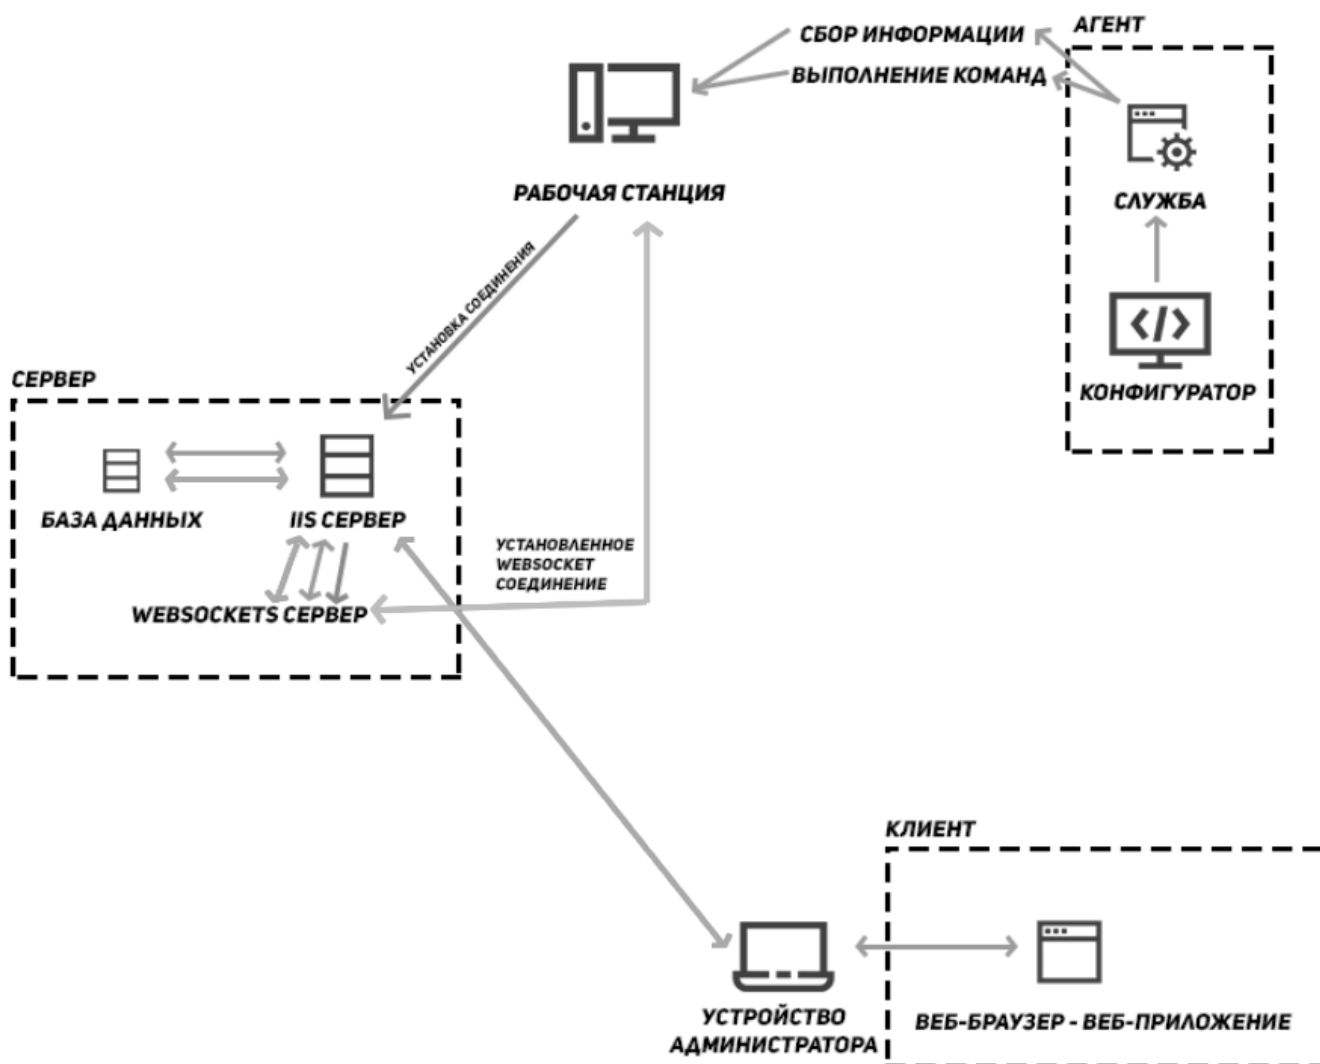 АГЕНТ
СБОР ИНФОРМАЦИИ
ВЫПОЛНЕНИЕ КОМАНД
РАБОЧАЯ СТАНЦИЯ
СЛУЖБА
УСТАНОВКА СОЕДИНЕНИЯ
КОНФИГУРАТОР
СЕРВЕР
БАЗА ДАННЫХ
IIS СЕРВЕР
УСТАНОВЛЕННОЕ
WEBSOCKET
СОЕДИНЕНИЕ
WEBSOCKETS СЕРВЕР
КЛИЕНТ
УСТРОЙСТВО
АДМИНИСТРАТОРА
ВЕБ-БРАУЗЕР - ВЕБ-ПРИЛОЖЕНИЕ